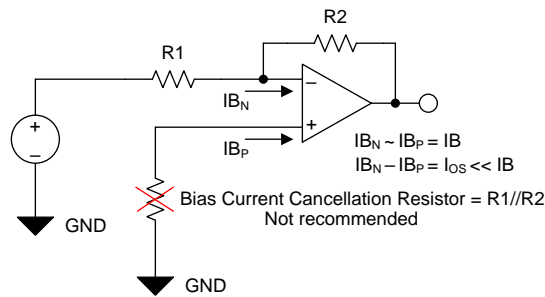 R2
R1
−
IB_N
+
IB_P
IB_N ~ IB_P = IB
IB_N – IB_P = I_OS << IB
+
−
Bias Current Cancellation Resistor = R1//R2
Not recommended
GND
GND